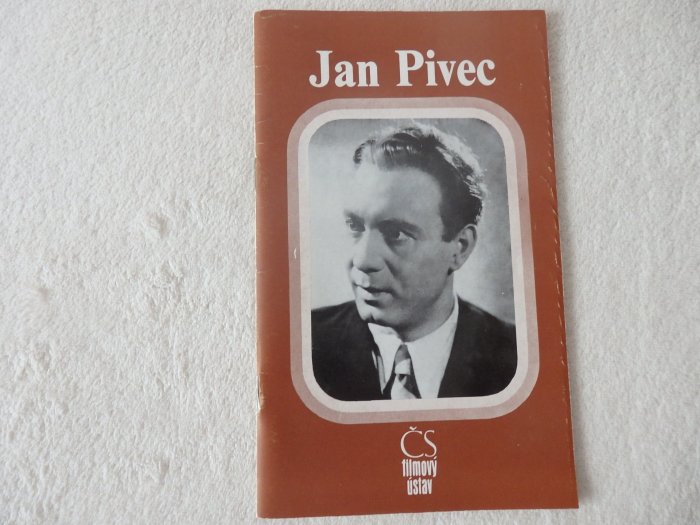 Jan Pivec
ČS
filmový
ústav